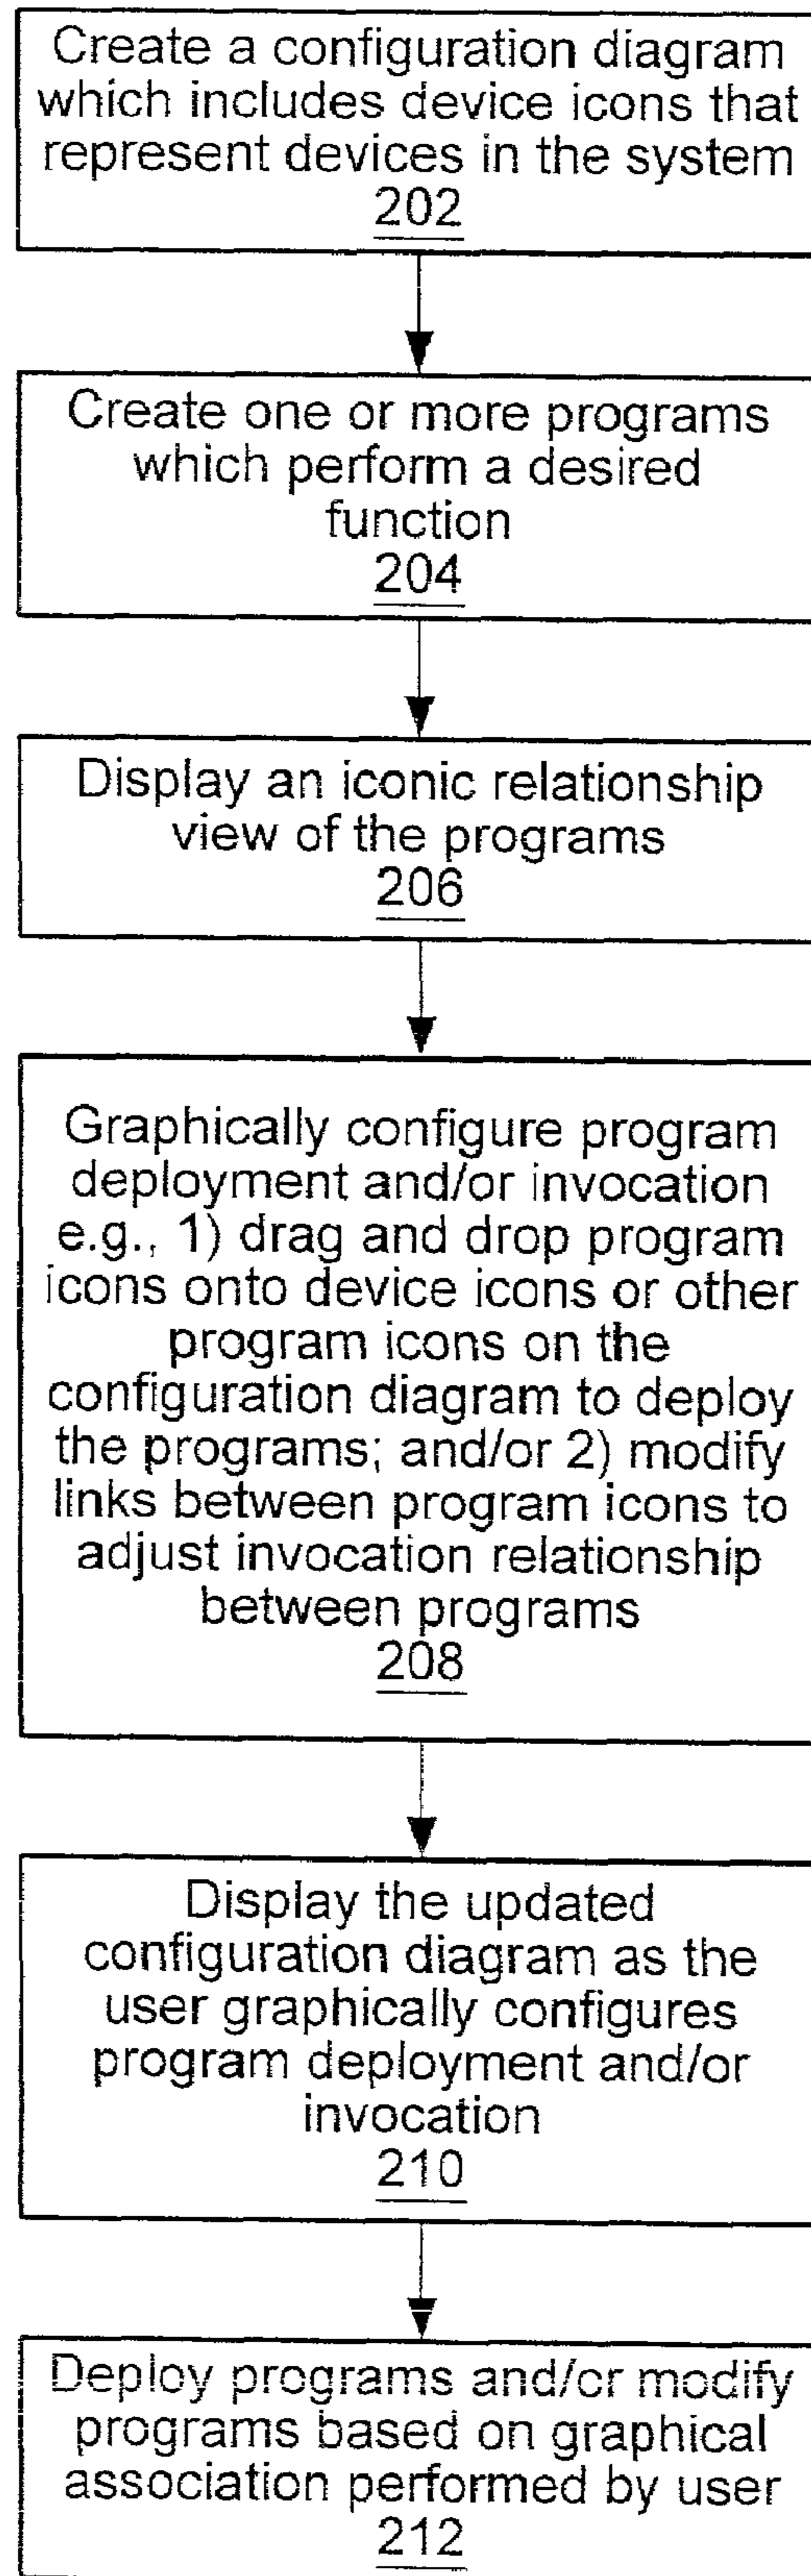 Create a configuration diagram
which includes device icons that
represent devices in the system
202
Create one or more programs
which perform a desired
function
204
Display an iconic relationship
view of the programs
206
Graphically configure program
deployment and/or invocation
e.g., 1) drag and drop program
icons onto device icons or other
program icons on the
configuration diagram to deploy
the programs; and/or 2) modify
links between program icons to
adjust invocation relationship
between programs
208
Display the updated
configuration diagram as the
user graphically configures
program deployment and/or
invocation
210
Deploy programs and/or modify
programs based on graphical
association performed by user
212